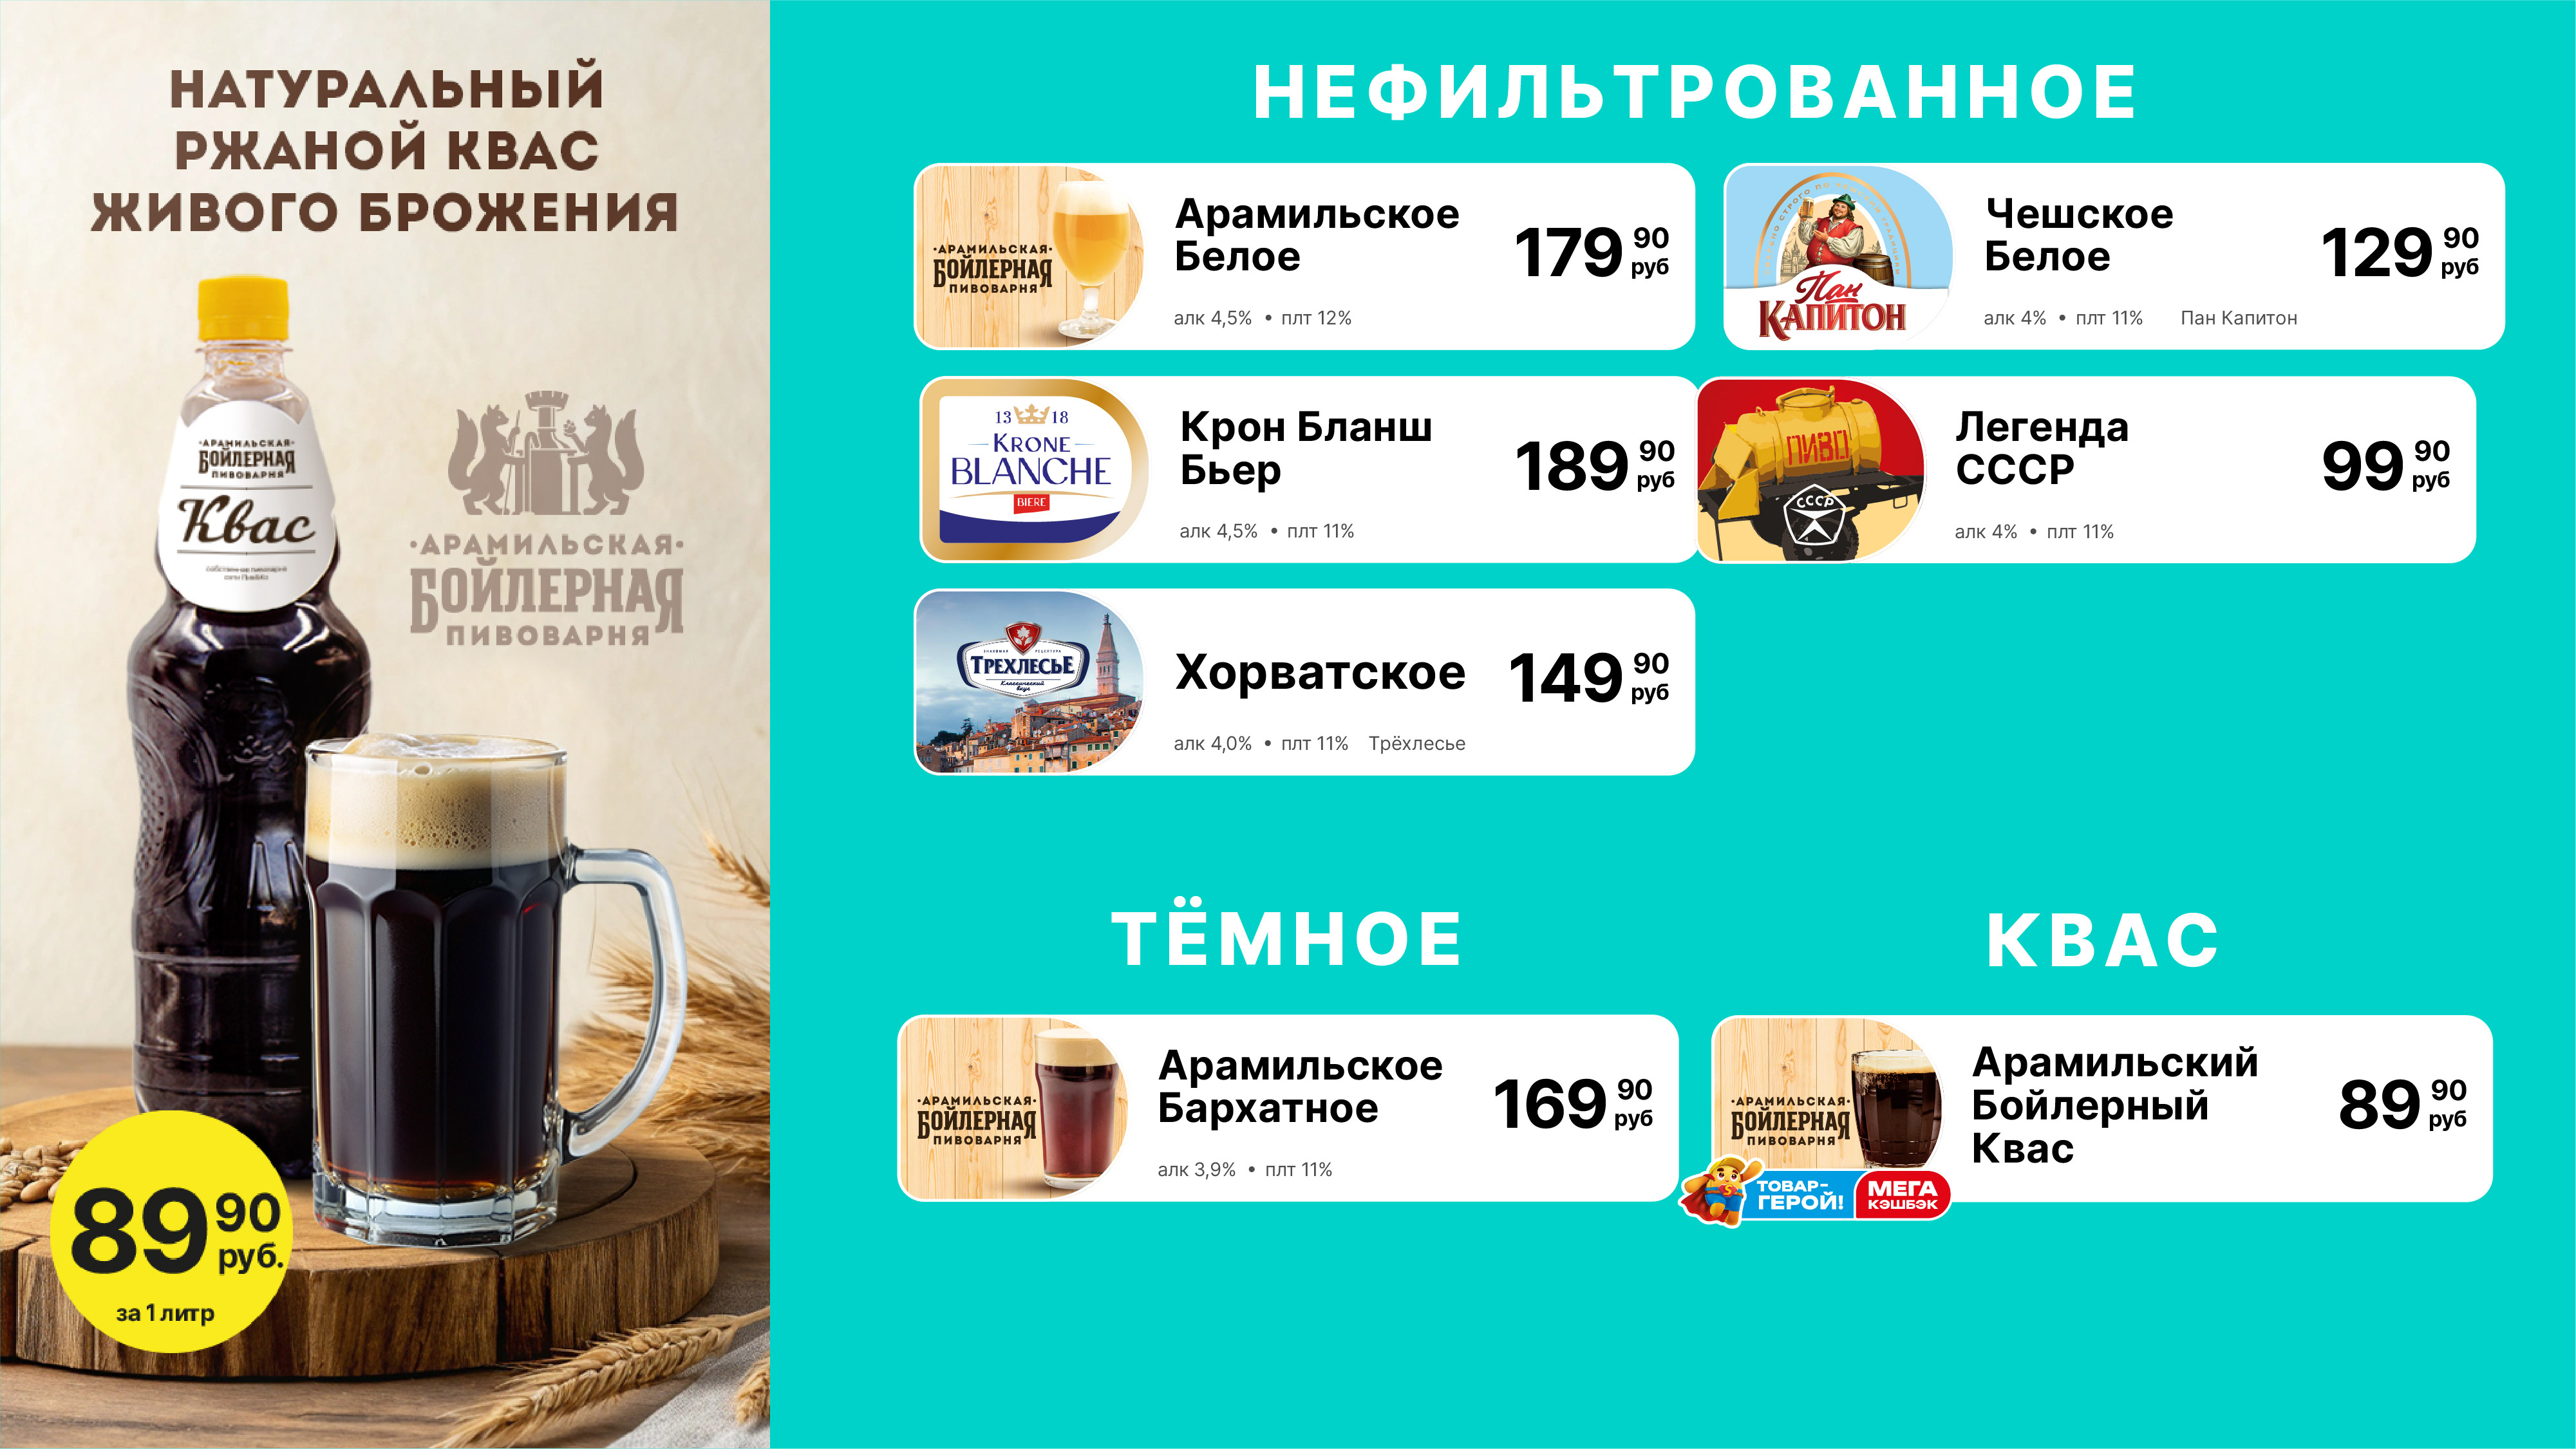 НАТУРАЛЬНЫЙ
РЖАНОЙ КВАС
ЖИВОГО БРОЖЕНИЯ
·АРАМИЛЬСКАЯ·
БОЙЛЕРНАЯ
ПИВОВАРНЯ
Квас
·АРАМИЛЬСКАЯ·
БОЙЛЕРНАЯ
ПИВОВАРНЯ
89 90
руб.
за 1 литр
НЕФИЛЬТРОВАННОЕ
·АРАМИЛЬСКАЯ·
БОЙЛЕРНАЯ
ПИВОВАРНЯ
Арамильское
Белое
179 90
руб
алк 4,5% • плт 12%
Пан
КАПИТОН
Чешское
Белое
129 90
руб
алк 4% • плт 11% Пан Капитон
13 18
KRONE
BLANCHE
BIERE
Крон Бланш
Бьер
189 90
руб
алк 4,5% • плт 11%
ПИВО
СССР
Легенда
СССР
99 90
руб
алк 4% • плт 11%
ТРЕХЛЕСЬЕ
Классический
вкус
Хорватское
149 90
руб
алк 4,0% • плт 11% Трёхлесье
ТЁМНОЕ
·АРАМИЛЬСКАЯ·
БОЙЛЕРНАЯ
ПИВОВАРНЯ
Арамильское
Бархатное
169 90
руб
алк 3,9% • плт 11%
КВАС
·АРАМИЛЬСКАЯ·
БОЙЛЕРНАЯ
ПИВОВАРНЯ
Арамильский
Бойлерный
Квас
89 90
руб
ТОВАР-
ГЕРОЙ!
МЕГА
КЭШБЭК